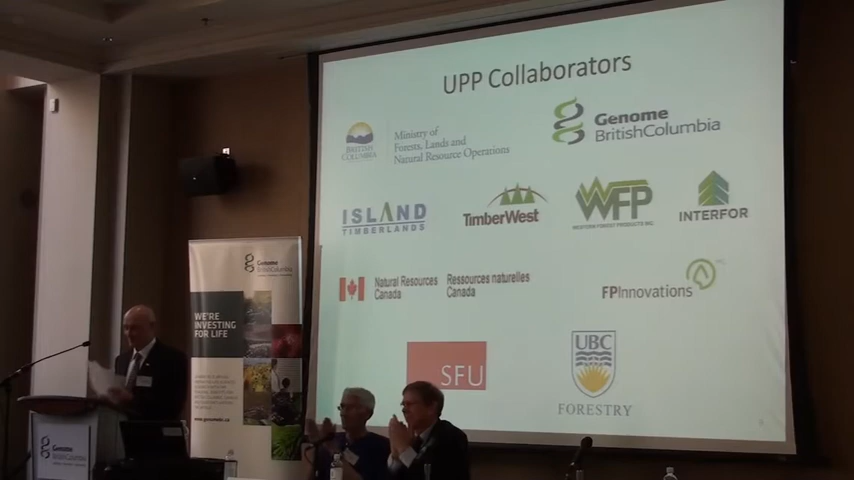 UPP Collaborators
BRITISH
COLUMBIA
Ministry of
Forests, Lands and
Natural Resource Operations
Genome
BritishColumbia
ISLAND
TIMBERLANDS
TimberWest
WFP
WESTERN FOREST PRODUCTS INC.
INTERFOR
Natural Resources
Canada
Ressources naturelles
Canada
FPInnovations
SFU
UBC
FORESTRY
Genome
BritishColumbia
WE'RE
INVESTING
FOR LIFE
Genome